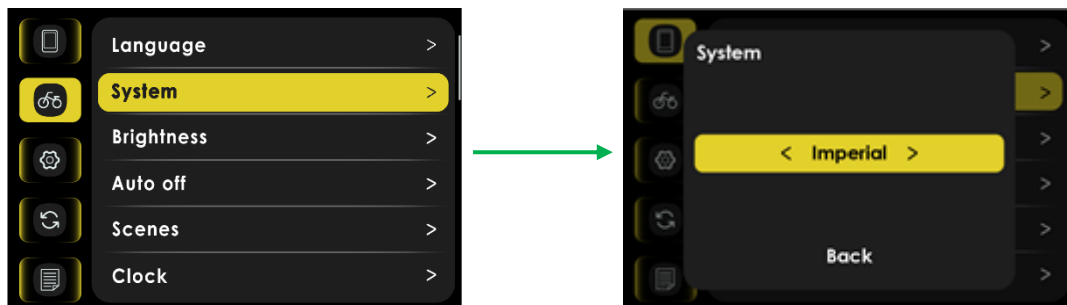 Language >
System >
Brightness >
Auto off >
Scenes >
Clock >
System
< Imperial >
Back
>
>
>
>
>
>